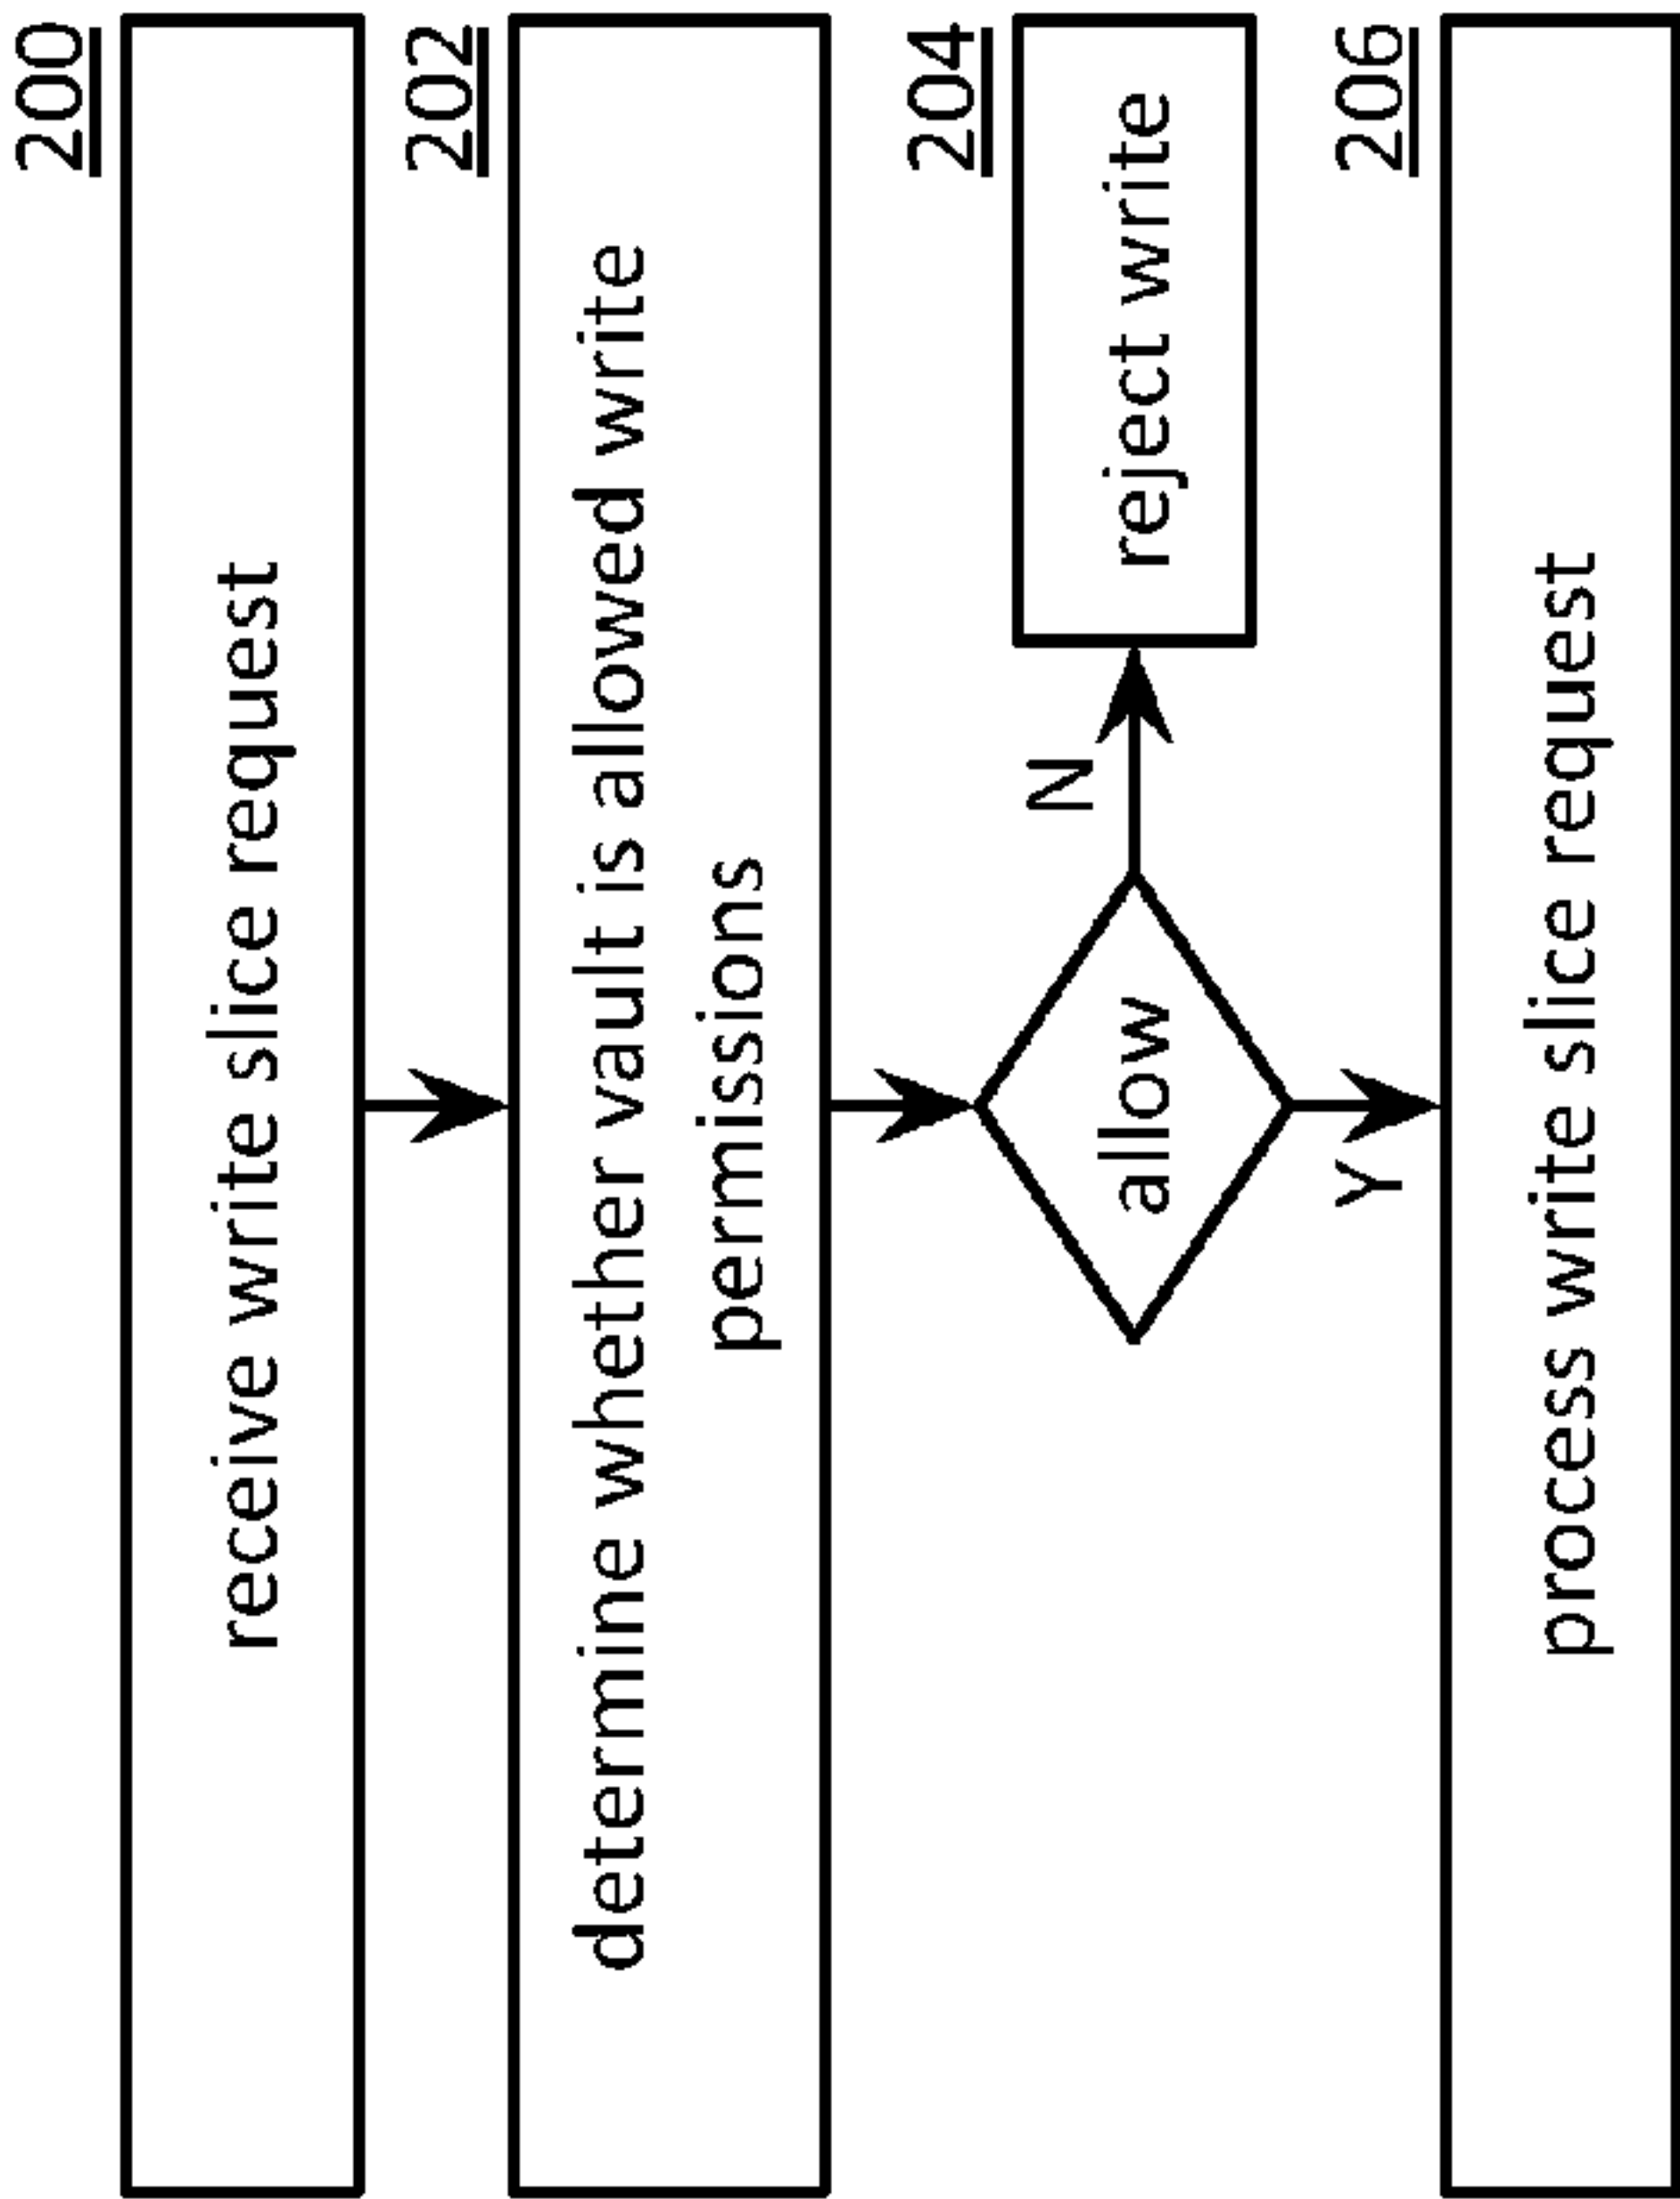 200
receive write slice request
202
determine whether vault is allowed write
permissions
204
allow
N
reject write
Y
206
process write slice request